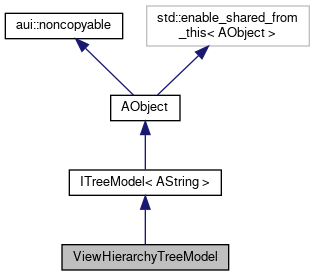 aui::noncopyable
std::enable_shared_from
_this< AObject >
AObject
ITreeModel< AString >
ViewHierarchyTreeModel